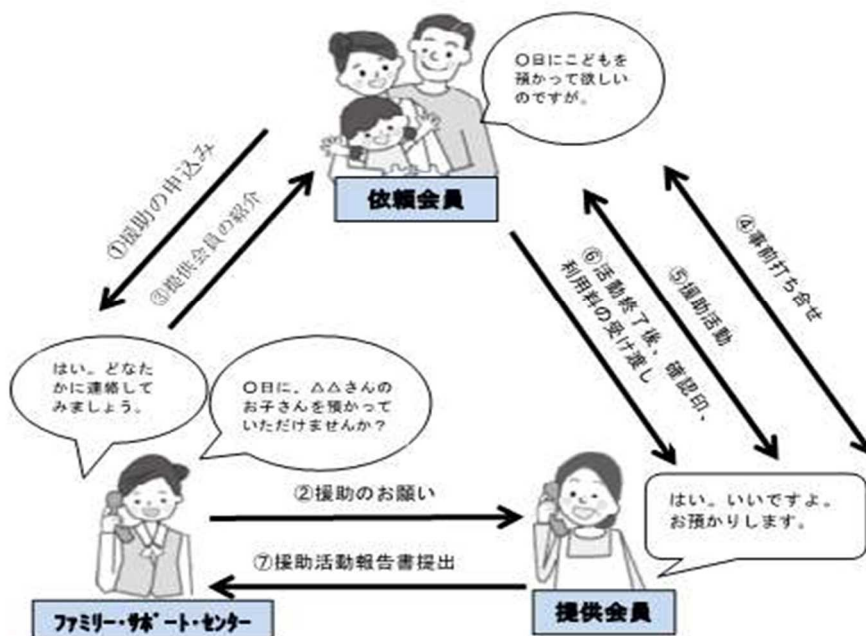 〇日にこどもを
預かって欲しい
のですが。
依頼会員
①援助の申込み
③提供会員の紹介
④事前打ち合せ
⑤援助活動
⑥活動終了後、確認印、
利用料の受け渡し
はい。どなた
かに連絡して
みましょう。
〇日に、△△さんの
お子さんを預かって
いただけませんか？
②援助のお願い
はい。いいですよ。
お預かりします。
⑦援助活動報告書提出
ファミリー・サポート・センター
提供会員